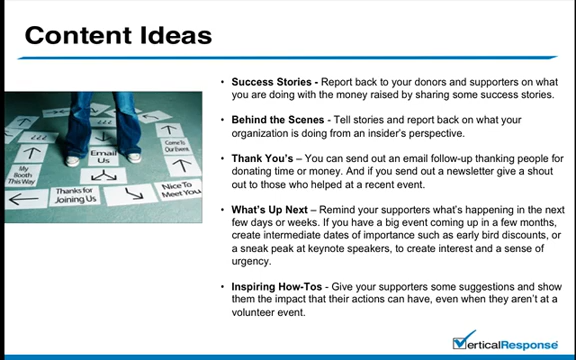 Content Ideas
• Success Stories - Report back to your donors and supporters on what
you are doing with the money raised by sharing some success stories.
• Behind the Scenes - Tell stories and report back on what your
organization is doing from an insider's perspective.
• Thank You's – You can send out an email follow-up thanking people for
donating time or money. And if you send out a newsletter give a shout
out to those who helped at a recent event.
• What's Up Next – Remind your supporters what's happening in the next
few days or weeks. If you have a big event coming up in a few months,
create intermediate dates of importance such as early bird discounts, or
a sneak peak at keynote speakers, to create interest and a sense of
urgency.
• Inspiring How-Tos - Give your supporters some suggestions and show
them the impact that their actions can have, even when they aren't at a
volunteer event.
¿¿¿
¿¿¿
Come To
Our Event
Email
Us
My
Booth
This Way
Thanks for
Joining Us
Nice To
Meet You
VerticalResponse